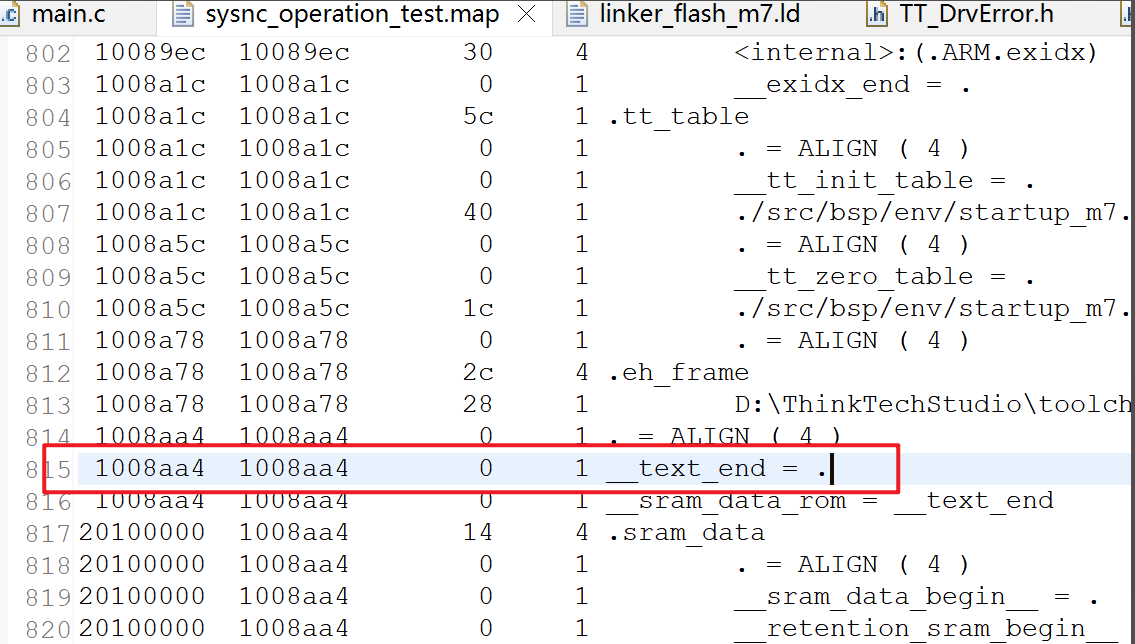 main.c sysnc_operation_test.map linker_flash_m7.ld TT_DrvError.h
802 10089ec 10089ec 30 4 <internal>:(.ARM.exidx)
803 1008a1c 1008a1c 0 1 __exidx_end = .
804 1008a1c 1008a1c 5c 1 .tt_table
805 1008a1c 1008a1c 0 1 . = ALIGN ( 4 )
806 1008a1c 1008a1c 0 1 __tt_init_table = .
807 1008a1c 1008a1c 40 1 ./src/bsp/env/startup_m7.
808 1008a5c 1008a5c 0 1 . = ALIGN ( 4 )
809 1008a5c 1008a5c 0 1 __tt_zero_table = .
810 1008a5c 1008a5c 1c 1 ./src/bsp/env/startup_m7.
811 1008a78 1008a78 0 1 . = ALIGN ( 4 )
812 1008a78 1008a78 2c 4 .eh_frame
813 1008a78 1008a78 28 1 D:\ThinkTechStudio\toolch
814 1008aa4 1008aa4 0 1 . = ALIGN ( 4 )
815 1008aa4 1008aa4 0 1 __text_end = .
816 1008aa4 1008aa4 0 1 __sram_data_rom = __text_end
817 20100000 1008aa4 14 4 .sram_data
818 20100000 1008aa4 0 1 . = ALIGN ( 4 )
819 20100000 1008aa4 0 1 __sram_data_begin__ = .
820 20100000 1008aa4 0 1 __retention_sram_begin__